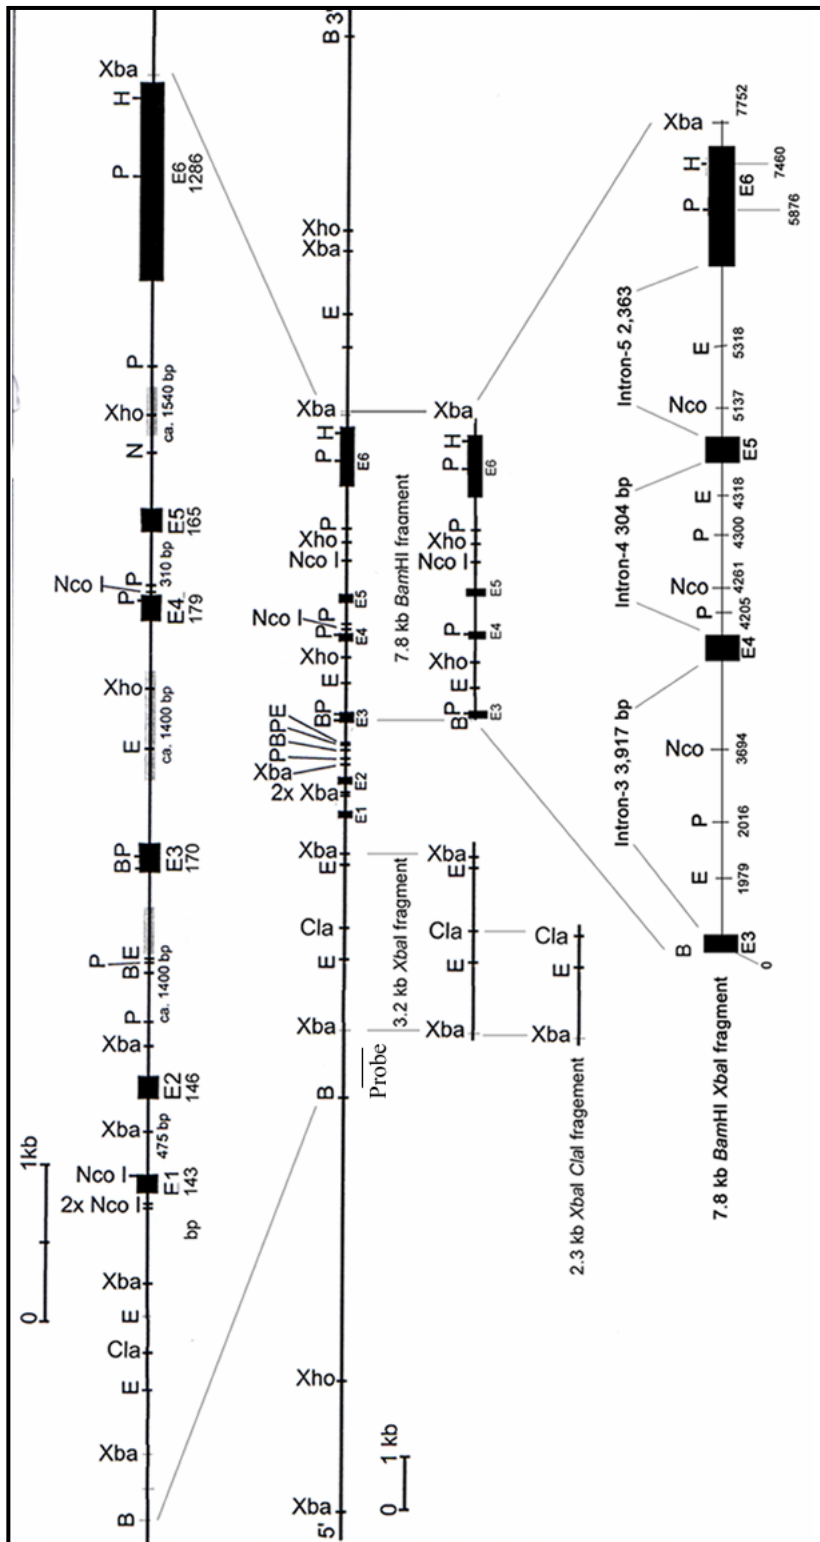 0
1kb
B
Xba
E
Cla
E
Xba
2x Nco I
Nco I
E1
143
bp
Xba
475 bp
E2
146
Xba
P
ca. 1400 bp
B
P
E
B
P
E3
170
E
ca. 1400 bp
Xho
P
E4
179
Nco I
P
310 bp
E5
165
N
Xho
ca. 1540 bp
P
E6
1286
P
H
Xba
5'
Xba
0
1 kb
Xho
B
Probe
Xba
E
Cla
E
Xba
3.2 kb XbaI fragment
E1
2x Xba
E2
Xba
P
B
P
E
B
P
E3
E
Xho
E4
P
Nco I
P
E5
Nco I
Xho
P
7.8 kb BamHI fragment
E6
P
H
Xba
E
Xba
Xho
B
3'
Xba
E
Cla
E
Xba
B
P
E3
E
Xho
E4
P
E5
Nco I
Xho
P
E6
P
H
Xba
Xba
E
Cla
2.3 kb XbaI ClaI fragement
7.8 kb BamHI XbaI fragment
B
0
E3
Intron-3 3,917 bp
E
1979
P
2016
Nco
3694
E4
Intron-4 304 bp
P
4205
Nco
4261
P
4300
E
4318
E5
Intron-5 2,363
Nco
5137
E
5318
P
5876
E6
H
7460
Xba
7752